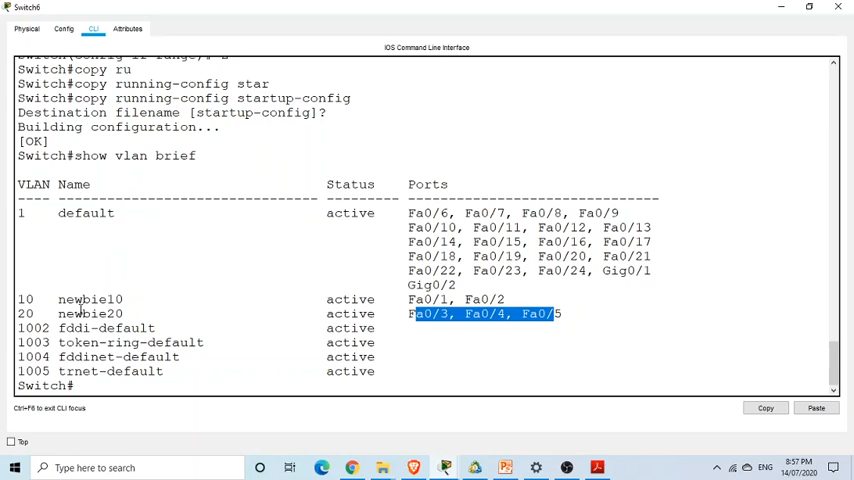 Switch6
Physical Config CLI Attributes
IOS Command Line Interface
Switch#copy ru
Switch#copy running-config star
Switch#copy running-config startup-config
Destination filename [startup-config]?
Building configuration...
[OK]
Switch#show vlan brief
VLAN Name Status Ports
---- -------------------------------- --------- -------------------------------
1 default active Fa0/6, Fa0/7, Fa0/8, Fa0/9
Fa0/10, Fa0/11, Fa0/12, Fa0/13
Fa0/14, Fa0/15, Fa0/16, Fa0/17
Fa0/18, Fa0/19, Fa0/20, Fa0/21
Fa0/22, Fa0/23, Fa0/24, Gig0/1
Gig0/2
10 newbie10 active Fa0/1, Fa0/2
20 newbie20 active Fa0/3, Fa0/4, Fa0/5
1002 fddi-default active
1003 token-ring-default active
1004 fddinet-default active
1005 trnet-default active
Switch#
Ctrl+F6 to exit CLI focus
Copy Paste
Top
Type here to search
ENG
8:57 PM
14/07/2020